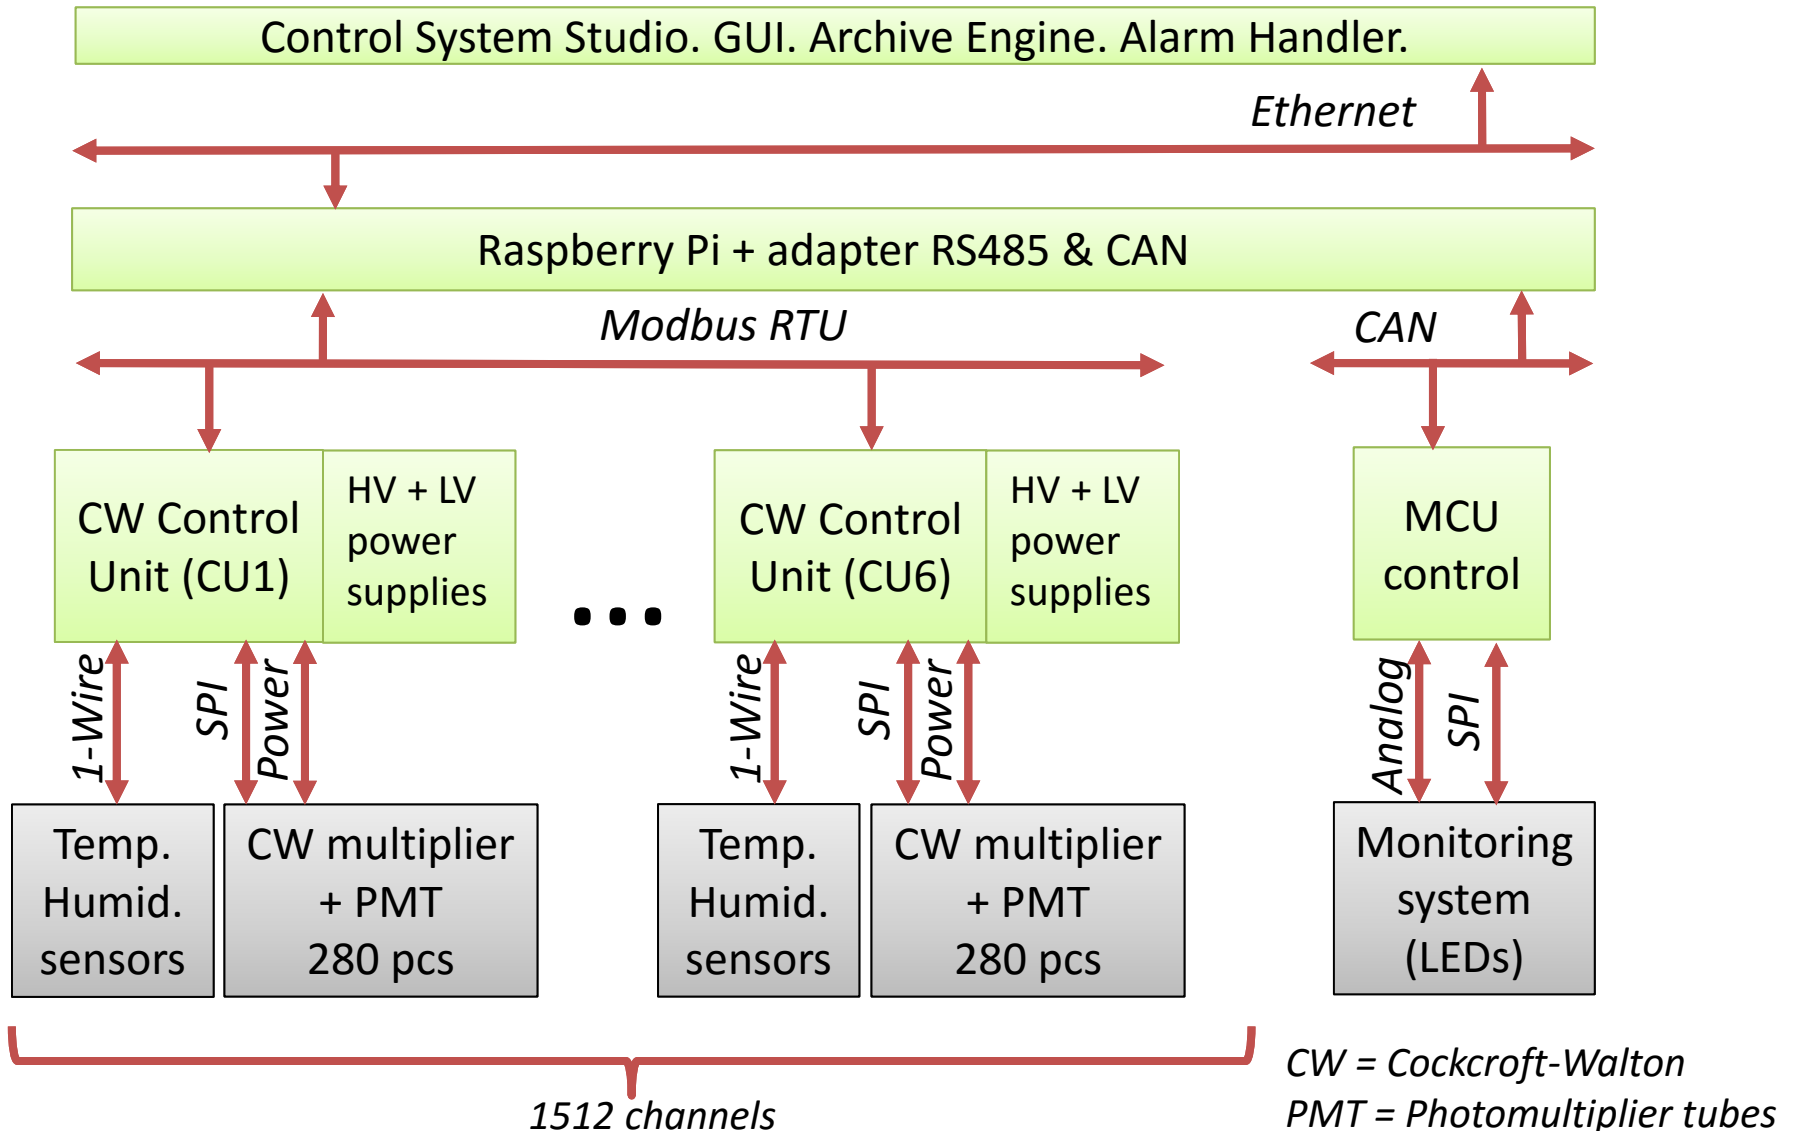 Control System Studio. GUI. Archive Engine. Alarm Handler.
Ethernet
Raspberry Pi + adapter RS485 & CAN
Modbus RTU
CAN
CW Control
Unit (CU1)
HV + LV
power
supplies
...
CW Control
Unit (CU6)
HV + LV
power
supplies
MCU
control
1-Wire
SPI
Power
1-Wire
SPI
Power
Analog
SPI
Temp.
Humid.
sensors
CW multiplier
+ PMT
280 pcs
Temp.
Humid.
sensors
CW multiplier
+ PMT
280 pcs
Monitoring
system
(LEDs)
1512 channels
CW = Cockcroft-Walton
PMT = Photomultiplier tubes